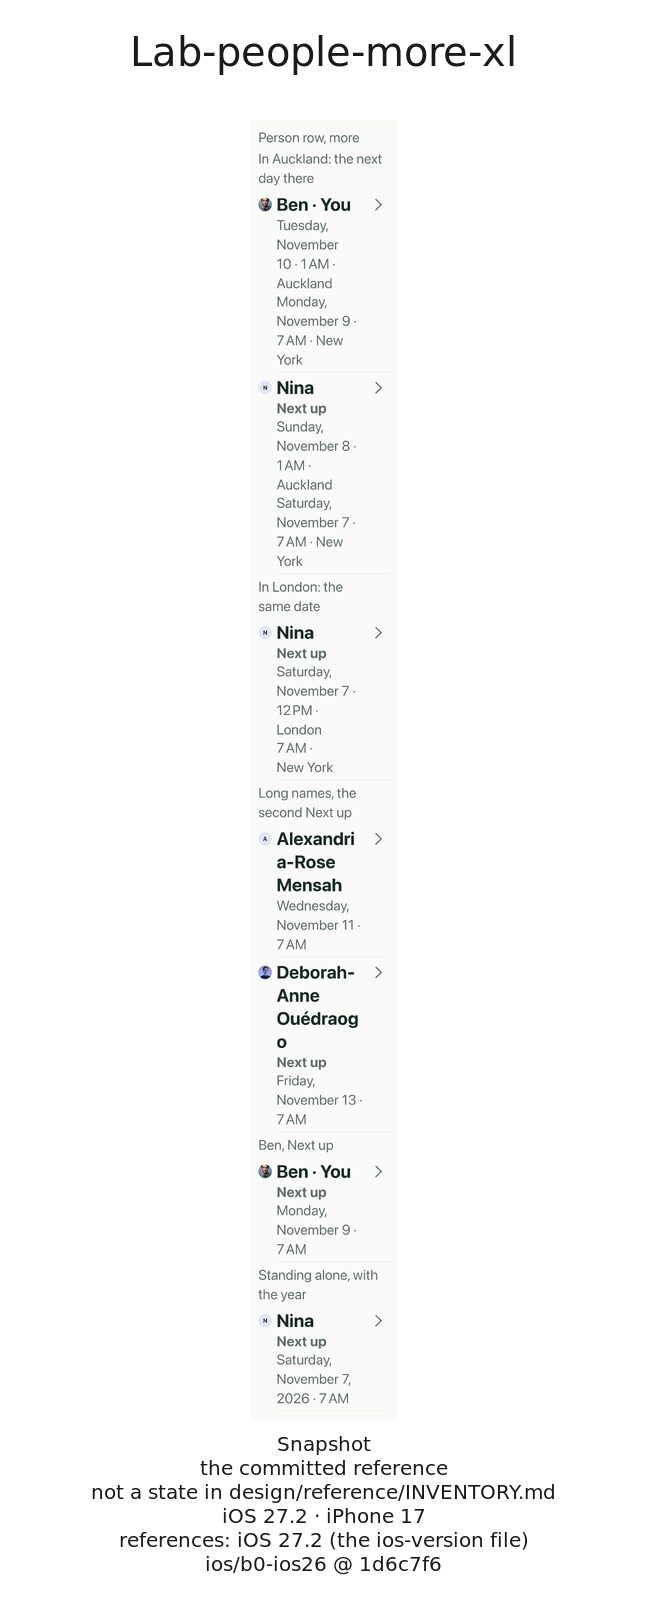 Lab-people-more-xl
Person row, more
In Auckland: the next
day there
Ben · You
Tuesday,
November
10 · 1 AM ·
Auckland
Monday,
November 9 ·
7 AM · New
York
N
Nina
Next up
Sunday,
November 8 ·
1 AM ·
Auckland
Saturday,
November 7 ·
7 AM · New
York
In London: the
same date
N
Nina
Next up
Saturday,
November 7 ·
12 PM ·
London
7 AM ·
New York
Long names, the
second Next up
A
Alexandri
a-Rose
Mensah
Wednesday,
November 11 ·
7 AM
Deborah-
Anne
Ouédraog
o
Next up
Friday,
November 13 ·
7 AM
Ben, Next up
Ben · You
Next up
Monday,
November 9 ·
7 AM
Standing alone, with
the year
N
Nina
Next up
Saturday,
November 7,
2026 · 7 AM
Snapshot
the committed reference
not a state in design/reference/INVENTORY.md
iOS 27.2 · iPhone 17
references: iOS 27.2 (the ios-version file)
ios/b0-ios26 @ 1d6c7f6